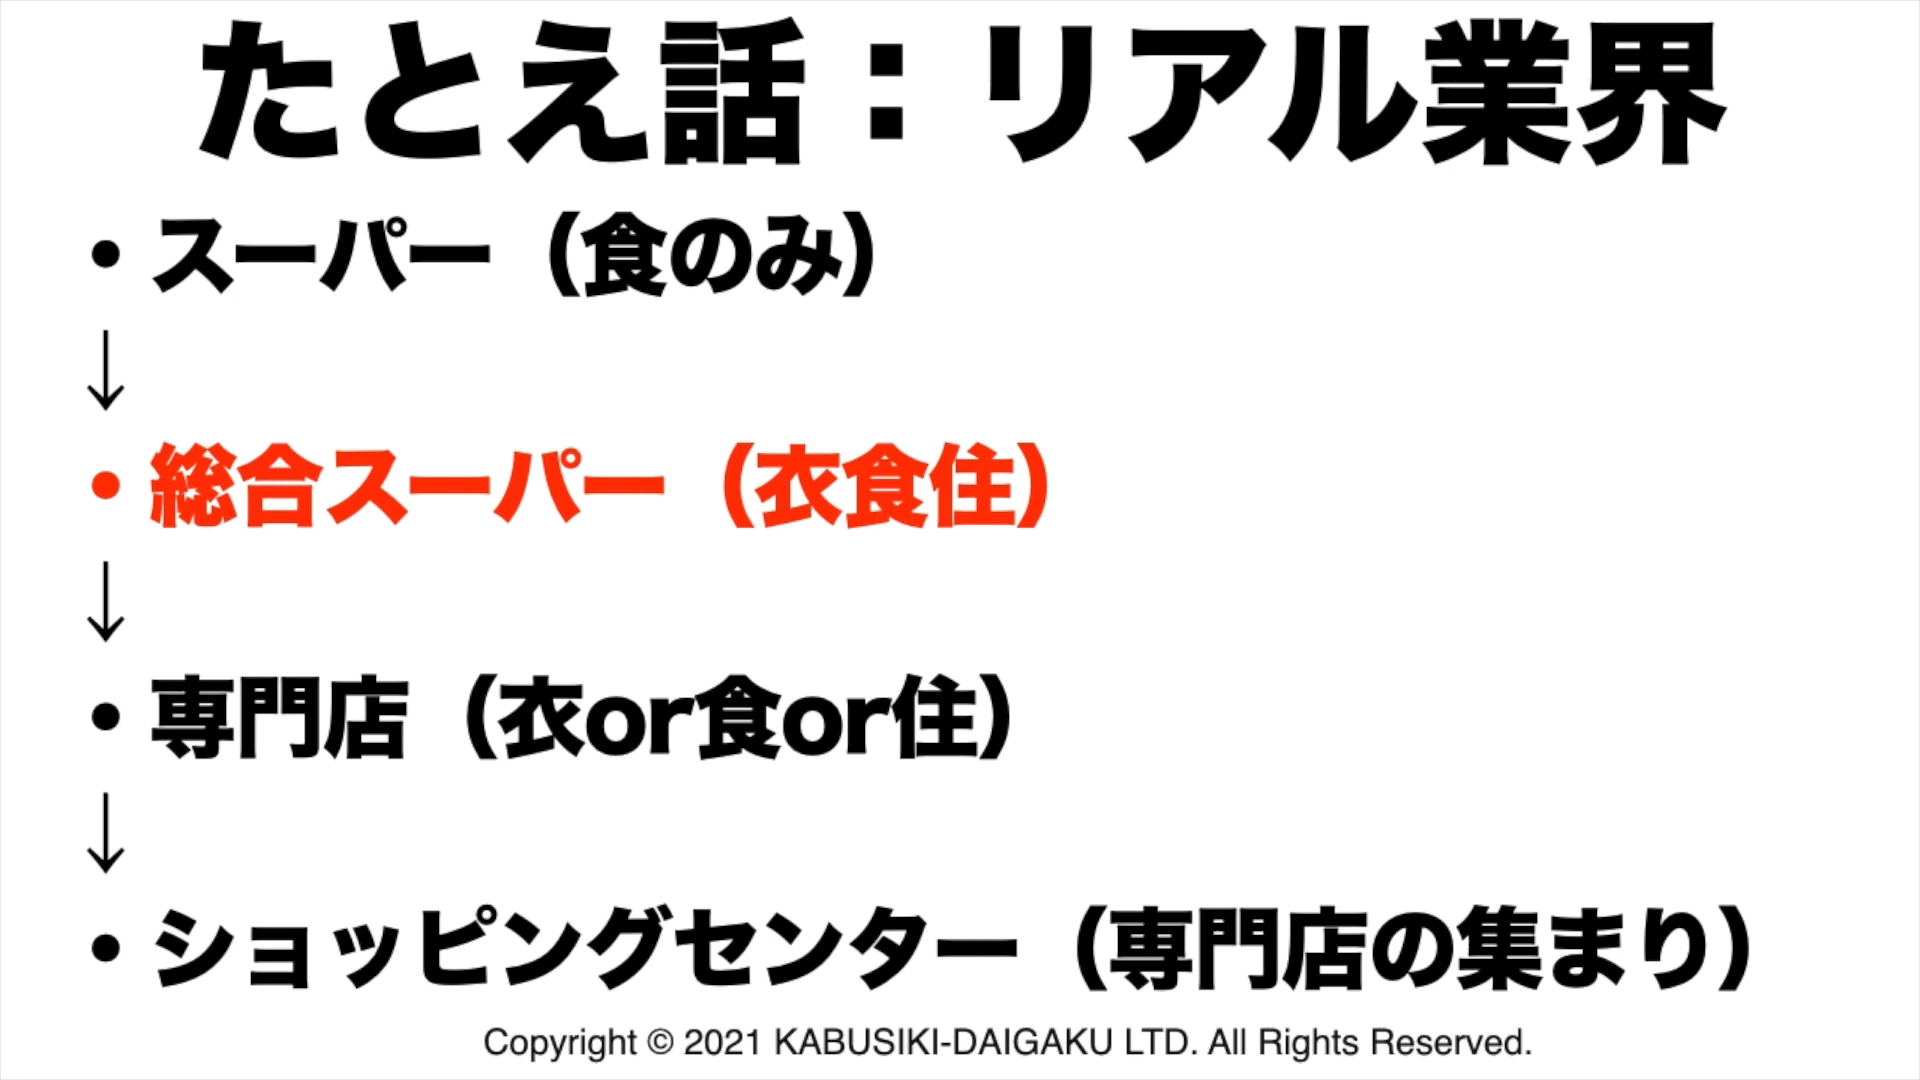 たとえ話：リアル業界
• スーパー（食のみ）
↓
• 総合スーパー（衣食住）
↓
• 専門店（衣or食or住）
↓
• ショッピングセンター（専門店の集まり）
Copyright © 2021 KABUSIKI-DAIGAKU LTD. All Rights Reserved.